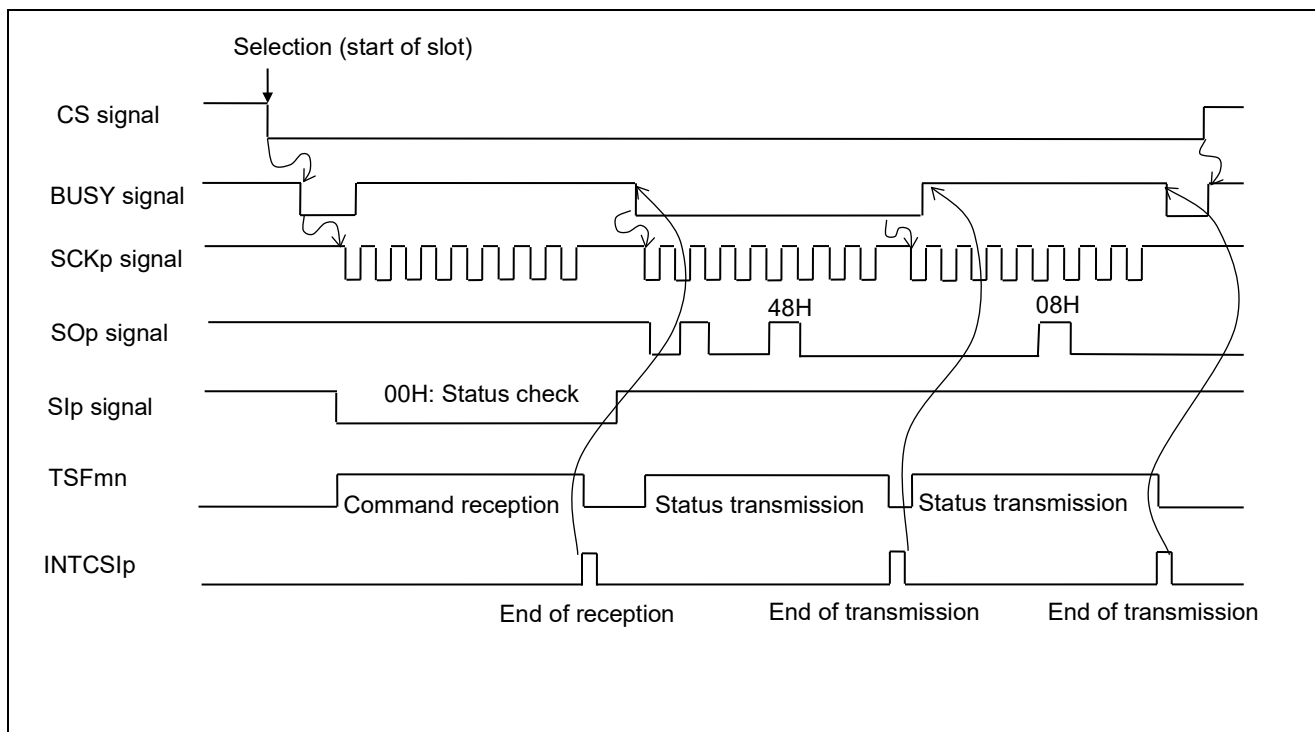 Selection (start of slot)
CS signal
BUSY signal
SCKp signal
48H
08H
SOp signal
00H: Status check
SIp signal
TSFmn
Command reception
Status transmission
Status transmission
INTCSIp
End of reception
End of transmission
End of transmission